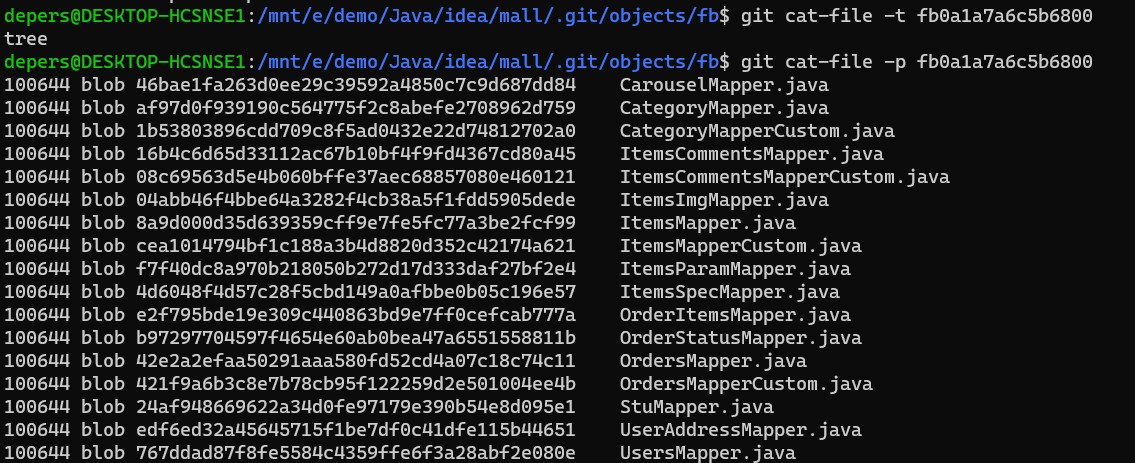 depers@DESKTOP-HCSNSE1:/mnt/e/demo/Java/idea/mall/.git/objects/fb$ git cat-file -t fb0a1a7a6c5b6800
tree
depers@DESKTOP-HCSNSE1:/mnt/e/demo/Java/idea/mall/.git/objects/fb$ git cat-file -p fb0a1a7a6c5b6800
100644 blob 46bae1fa263d0ee29c39592a4850c7c9d687dd84    CarouselMapper.java
100644 blob af97d0f939190c564775f2c8abefe2708962d759    CategoryMapper.java
100644 blob 1b53803896cdd709c8f5ad0432e22d74812702a0    CategoryMapperCustom.java
100644 blob 16b4c6d65d33112ac67b10bf4f9fd4367cd80a45    ItemsCommentsMapper.java
100644 blob 08c69563d5e4b060bffe37aec68857080e460121    ItemsCommentsMapperCustom.java
100644 blob 04abb46f4bbe64a3282f4cb38a5f1fdd5905dede    ItemsImgMapper.java
100644 blob 8a9d000d35d639359cff9e7fe5fc77a3be2fcf99    ItemsMapper.java
100644 blob cea1014794bf1c188a3b4d8820d352c42174a621    ItemsMapperCustom.java
100644 blob f7f40dc8a970b218050b272d17d333daf27bf2e4    ItemsParamMapper.java
100644 blob 4d6048f4d57c28f5cbd149a0afbbe0b05c196e57    ItemsSpecMapper.java
100644 blob e2f795bde19e309c440863bd9e7ff0cefcab777a    OrderItemsMapper.java
100644 blob b97297704597f4654e60ab0bea47a6551558811b    OrderStatusMapper.java
100644 blob 42e2a2efaa50291aaa580fd52cd4a07c18c74c11    OrdersMapper.java
100644 blob 421f9a6b3c8e7b78cb95f122259d2e501004ee4b    OrdersMapperCustom.java
100644 blob 24af948669622a34d0fe97179e390b54e8d095e1    StuMapper.java
100644 blob edf6ed32a45645715f1be7df0c41dfe115b44651    UserAddressMapper.java
100644 blob 767ddad87f8fe5584c4359ffe6f3a28abf2e080e    UsersMapper.java